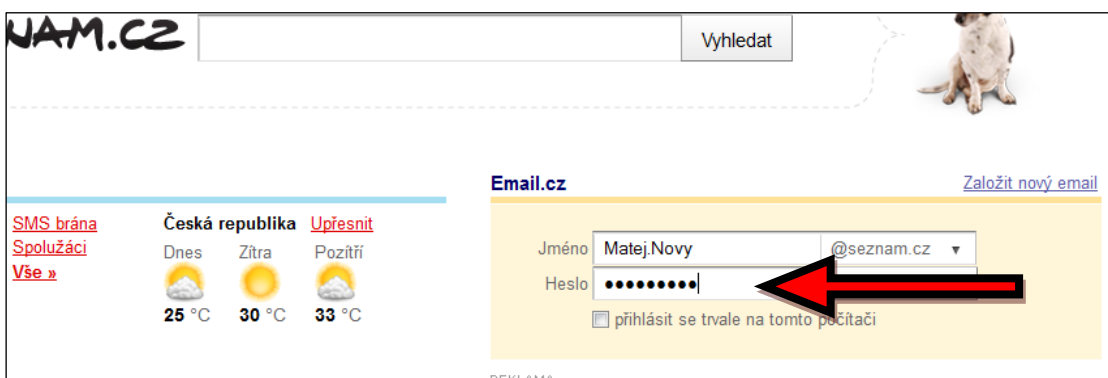 NAM.CZ
Vyhledat
Email.cz
Založit nový email
SMS brána
Spolužáci
Vše »
Česká republika Upřesnit
Dnes Zítra Pozítří
25 °C 30 °C 33 °C
Jméno Matej.Novy @seznam.cz ▼
Heslo •••••••••
přihlásit se trvale na tomto počítači